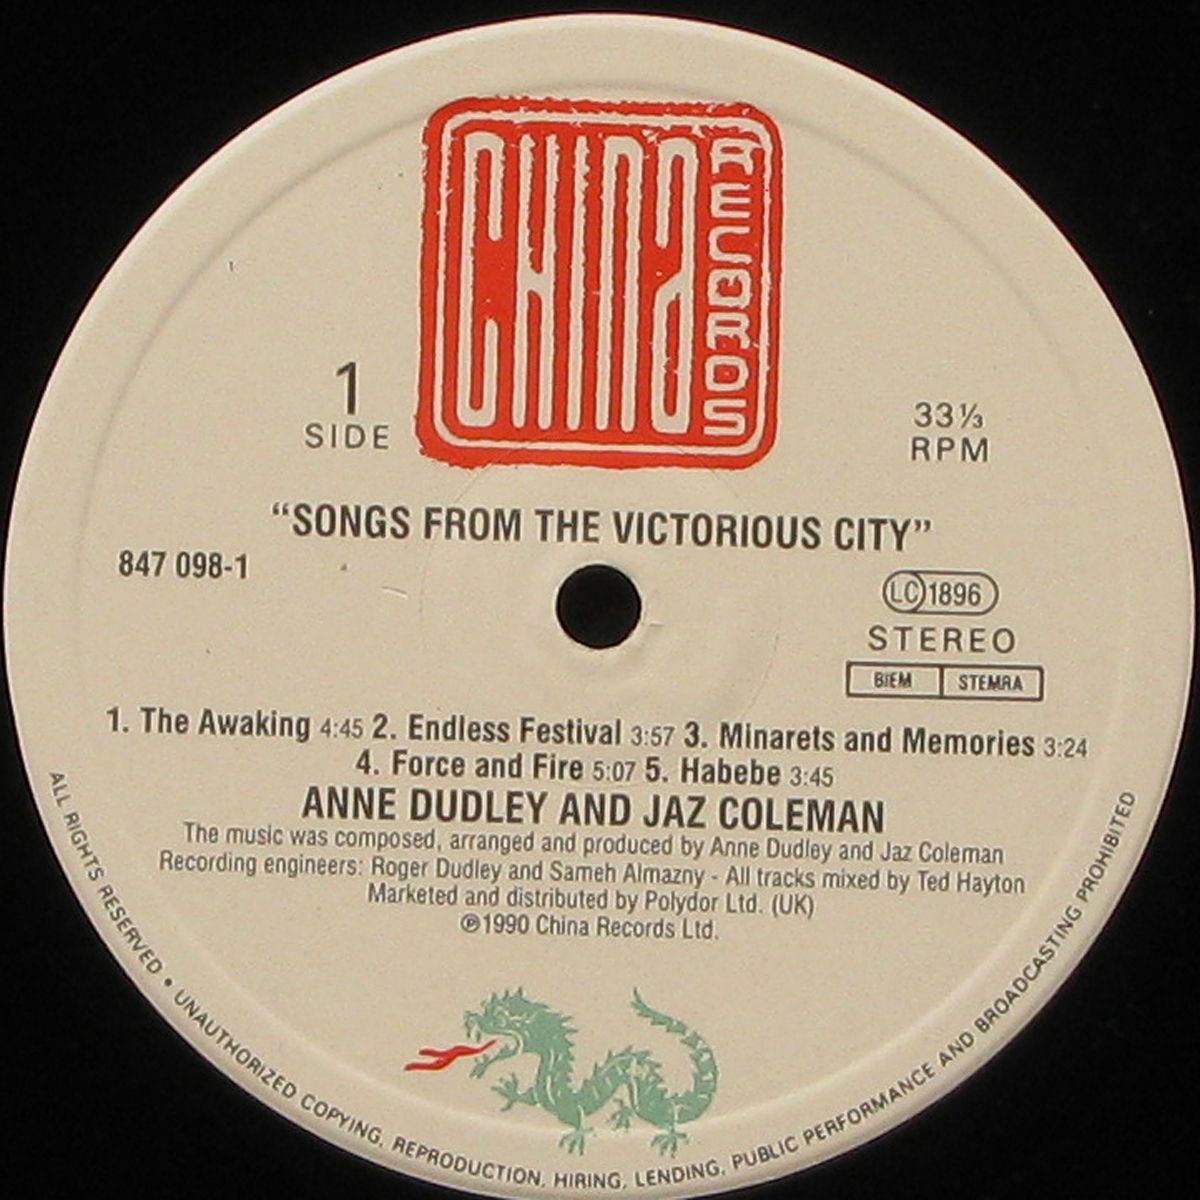 CHINA RECORDS
1
SIDE
33⅓
RPM
“SONGS FROM THE VICTORIOUS CITY”
847 098-1
LC 1896
STEREO
BIEM STEMRA
1. The Awaking 4:45 2. Endless Festival 3:57 3. Minarets and Memories 3:24
4. Force and Fire 5:07 5. Habebe 3:45
ANNE DUDLEY AND JAZ COLEMAN
The music was composed, arranged and produced by Anne Dudley and Jaz Coleman
Recording engineers: Roger Dudley and Sameh Almazny - All tracks mixed by Ted Hayton
Marketed and distributed by Polydor Ltd. (UK)
℗1990 China Records Ltd.
ALL RIGHTS RESERVED • UNAUTHORIZED COPYING, REPRODUCTION, HIRING, LENDING, PUBLIC PERFORMANCE AND BROADCASTING PROHIBITED